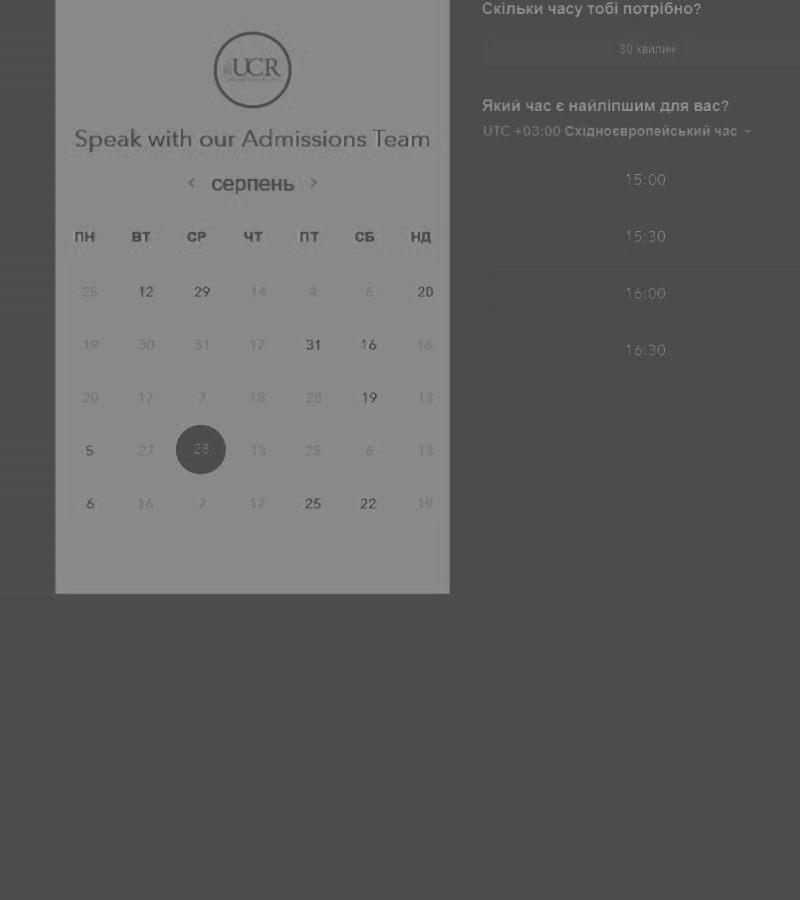 UCR
Speak with our Admissions Team
серпень
ПН ВТ СР ЧТ ПТ СБ НД
25 12 29 14 4 6 20
19 30 31 17 31 16 18
20 17 7 18 28 19 13
5 27 28 13 25 6 13
6 16 7 17 25 22 19
Скільки часу тобі потрібно?
30 хвилин
Який час є найліпшим для вас?
UTC +03:00 Східноєвропейський час
15:00
15:30
16:00
16:30